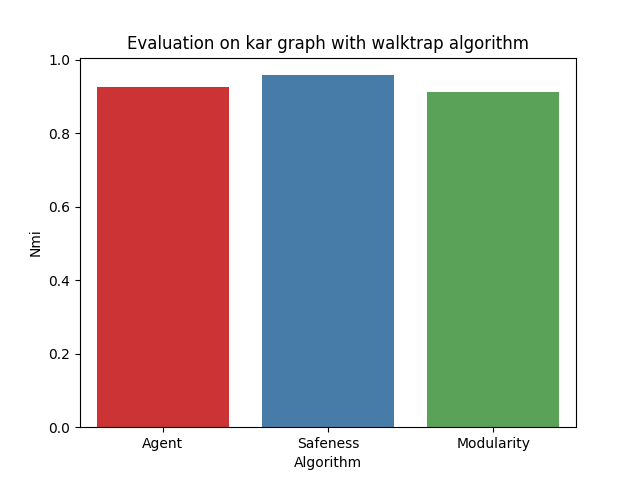 Evaluation on kar graph with walktrap algorithm
1.0
0.8
0.6
0.4
0.2
0.0
Nmi
Agent
Safeness
Modularity
Algorithm